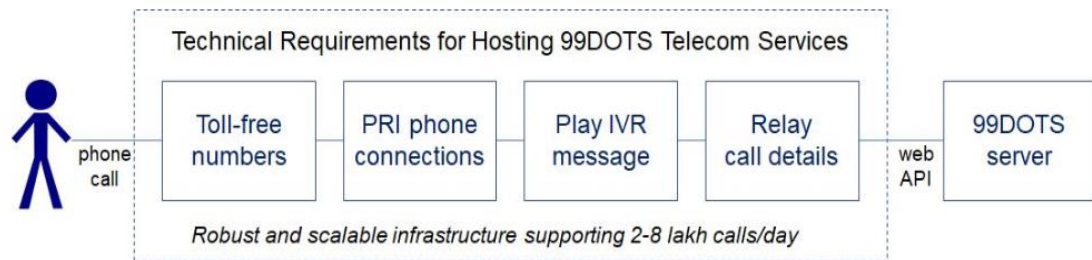 Technical Requirements for Hosting 99DOTS Telecom Services
phone
call
Toll-free
numbers
PRI phone
connections
Play IVR
message
Relay
call details
web
API
99DOTS
server
Robust and scalable infrastructure supporting 2-8 lakh calls/day